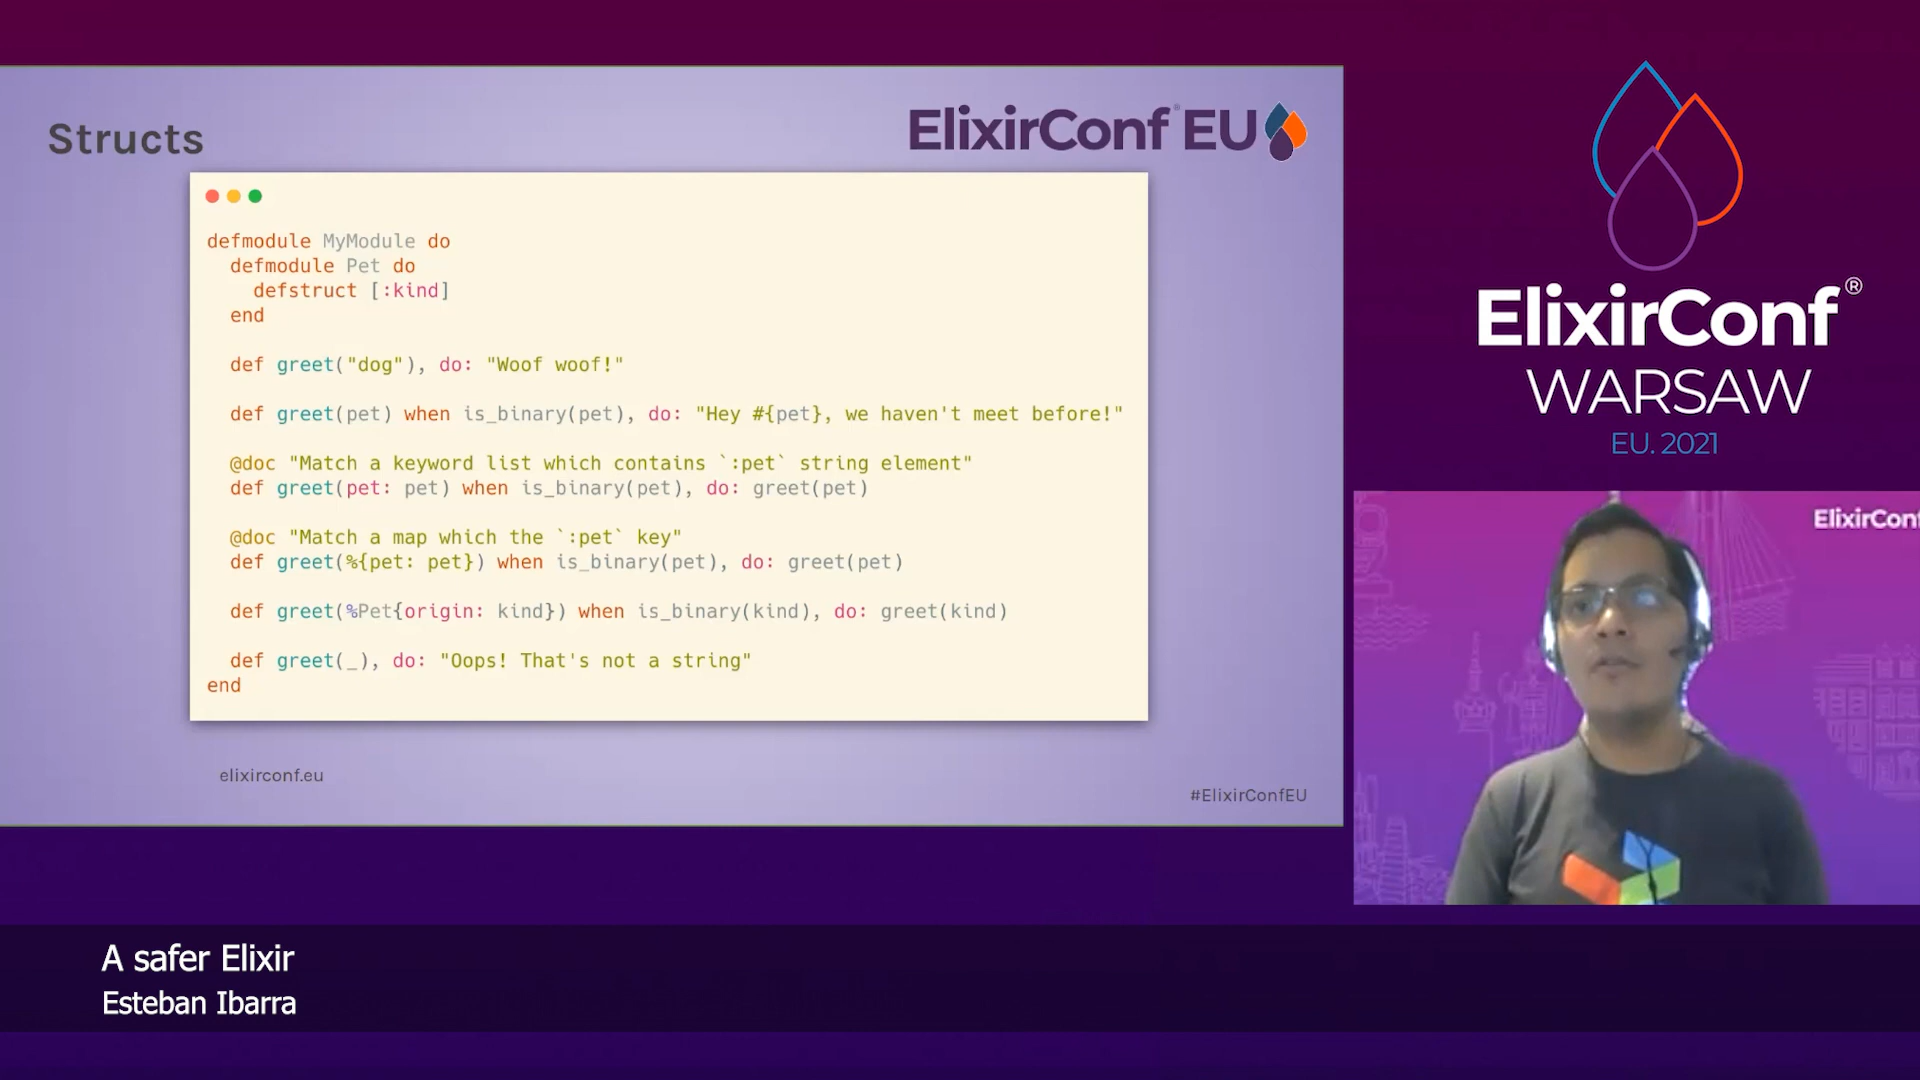 Structs
ElixirConf EU
defmodule MyModule do
defmodule Pet do
defstruct [:kind]
end
def greet("dog"), do: "Woof woof!"
def greet(pet) when is_binary(pet), do: "Hey #{pet}, we haven't meet before!"
@doc "Match a keyword list which contains `:pet` string element"
def greet(pet: pet) when is_binary(pet), do: greet(pet)
@doc "Match a map which the `:pet` key"
def greet(%{pet: pet}) when is_binary(pet), do: greet(pet)
def greet(%Pet{origin: kind}) when is_binary(kind), do: greet(kind)
def greet(_), do: "Oops! That's not a string"
end
elixirconf.eu
#ElixirConfEU
ElixirConf®
WARSAW
EU. 2021
ElixirConf
A safer Elixir
Esteban Ibarra